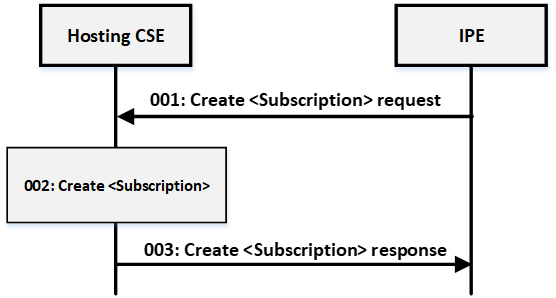 Hosting CSE
IPE
001: Create <Subscription> request
002: Create <Subscription>
003: Create <Subscription> response